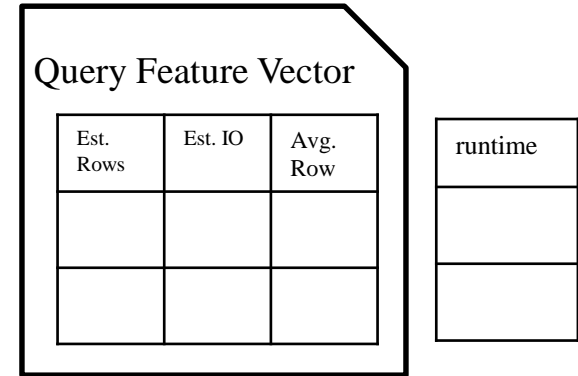 Query Feature Vector
Est.
Rows
Est. IO
Avg.
Row
runtime